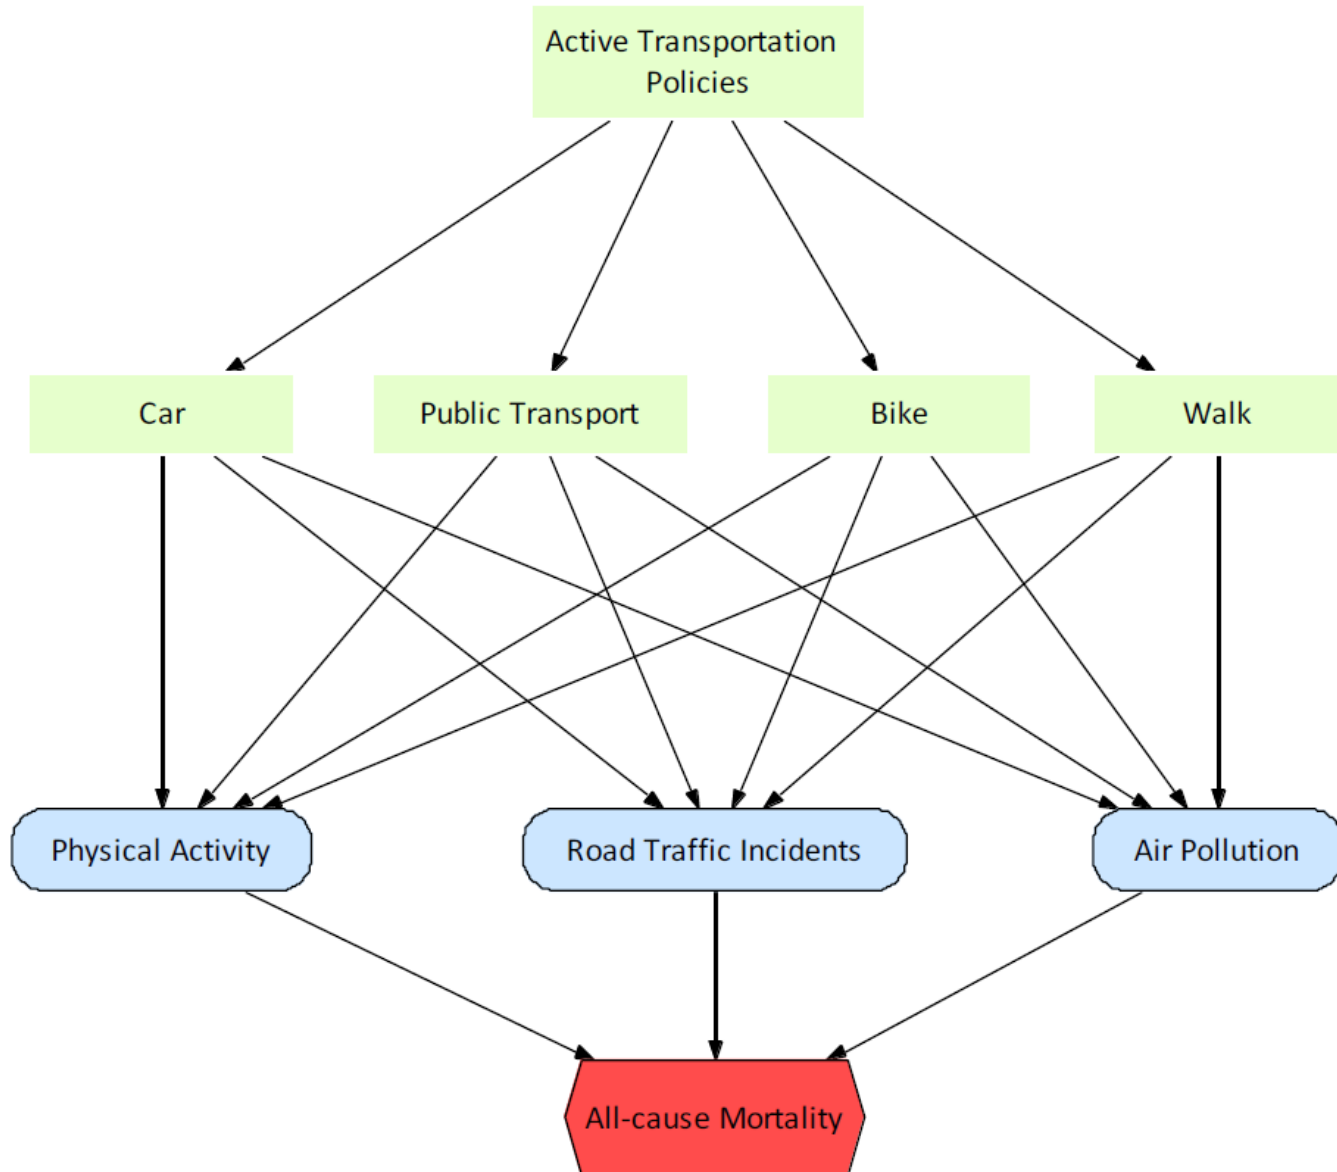 Active Transportation
Policies
Car
Public Transport
Bike
Walk
Physical Activity
Road Traffic Incidents
Air Pollution
All-cause Mortality